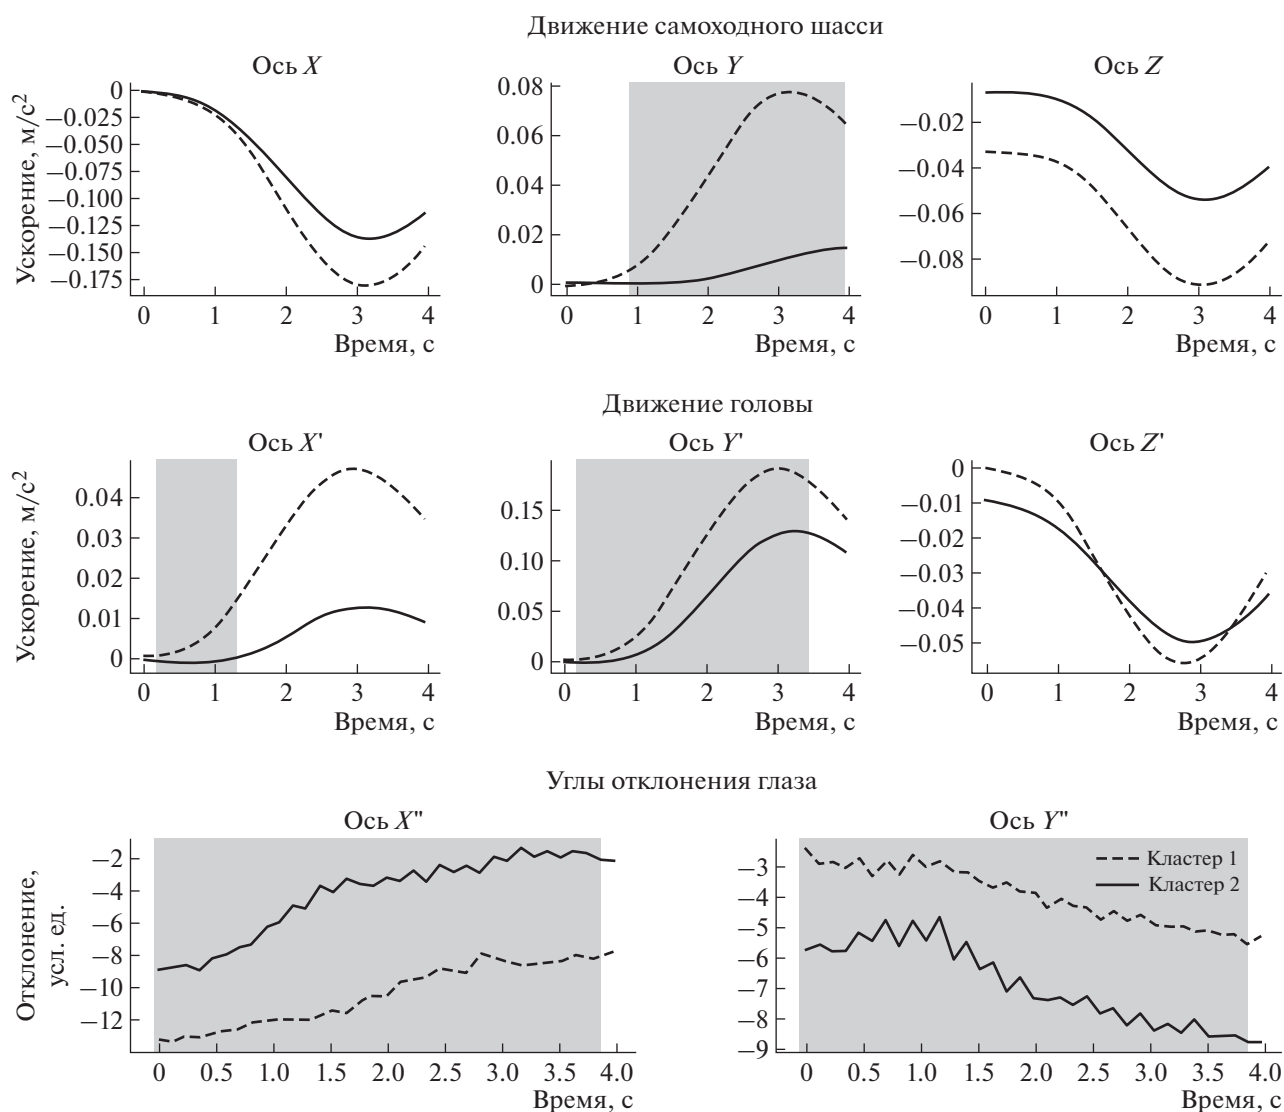 Движение самоходного шасси
Ось X
Ось Y
Ось Z
Ускорение, м/с²
0
−0.025
−0.050
−0.075
−0.100
−0.125
−0.150
−0.175
0 1 2 3 4
Время, с
0.08
0.06
0.04
0.02
0
0 1 2 3 4
Время, с
−0.02
−0.04
−0.06
−0.08
0 1 2 3 4
Время, с
Движение головы
Ось X'
Ось Y'
Ось Z'
Ускорение, м/с²
0.04
0.03
0.02
0.01
0
0 1 2 3 4
Время, с
0.15
0.10
0.05
0
0 1 2 3 4
Время, с
0
−0.01
−0.02
−0.03
−0.04
−0.05
0 1 2 3 4
Время, с
Углы отклонения глаза
Ось X"
Ось Y"
Отклонение,
усл. ед.
−2
−4
−6
−8
−10
−12
0 0.5 1.0 1.5 2.0 2.5 3.0 3.5 4.0
Время, с
−3
−4
−5
−6
−7
−8
−9
Кластер 1
Кластер 2
0 0.5 1.0 1.5 2.0 2.5 3.0 3.5 4.0
Время, с